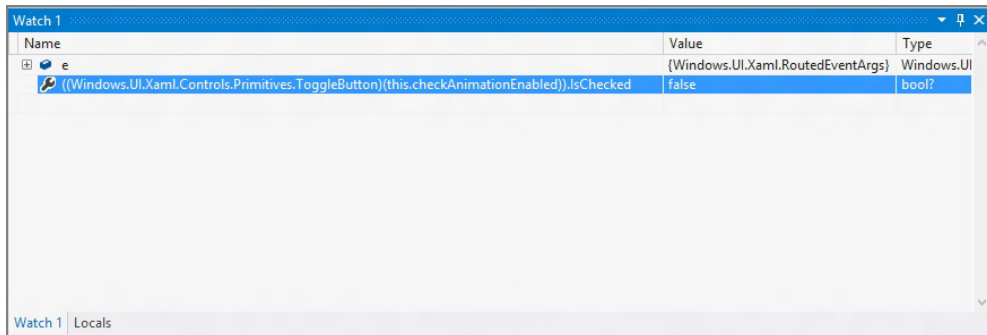 Watch 1
Name Value Type
e {Windows.UI.Xaml.RoutedEventArgs} Windows.UI
((Windows.UI.Xaml.Controls.Primitives.ToggleButton)(this.checkAnimationEnabled)).IsChecked false bool?
Watch 1 Locals